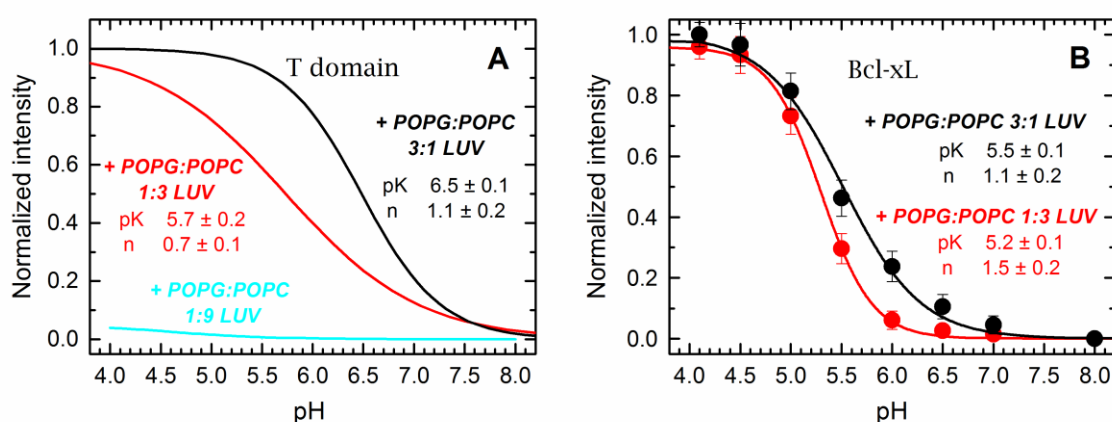 A
T domain
+ POPG:POPC
3:1 LUV
pK 6.5 ± 0.1
n 1.1 ± 0.2
+ POPG:POPC
1:3 LUV
pK 5.7 ± 0.2
n 0.7 ± 0.1
+ POPG:POPC
1:9 LUV
Normalized intensity
1.0
0.8
0.6
0.4
0.2
0.0
4.0 4.5 5.0 5.5 6.0 6.5 7.0 7.5 8.0
pH
B
Bcl-xL
+ POPG:POPC 3:1 LUV
pK 5.5 ± 0.1
n 1.1 ± 0.2
+ POPG:POPC 1:3 LUV
pK 5.2 ± 0.1
n 1.5 ± 0.2
Normalized intensity
1.0
0.8
0.6
0.4
0.2
0.0
4.0 4.5 5.0 5.5 6.0 6.5 7.0 7.5 8.0
pH